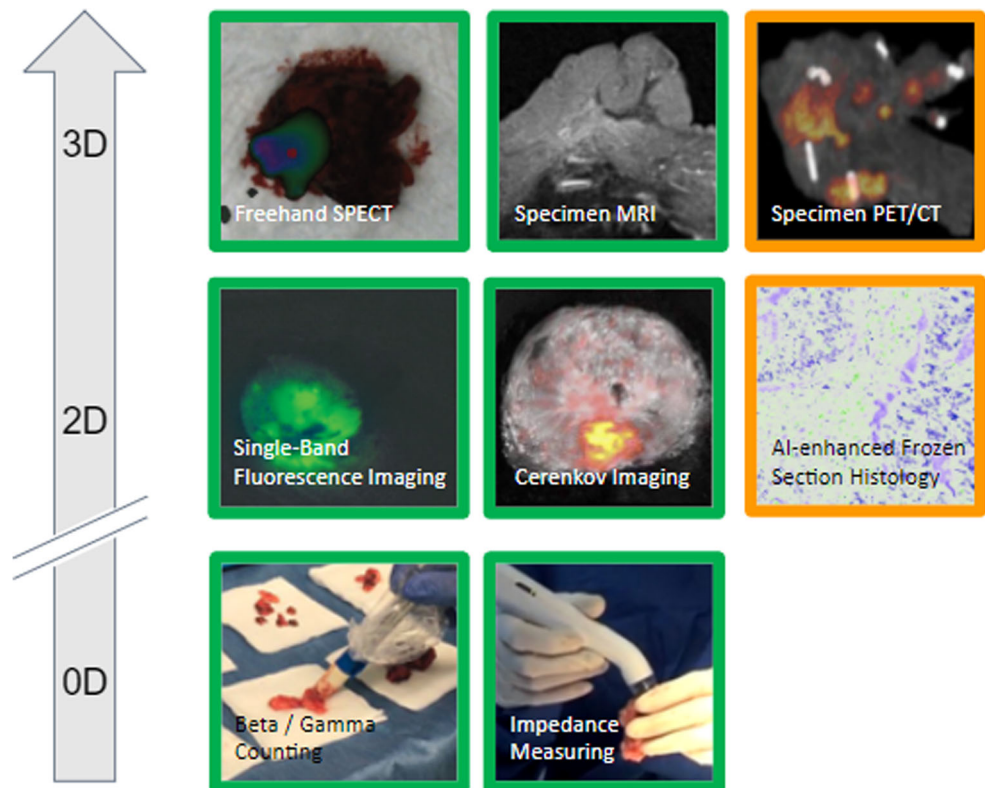 3D
Freehand SPECT
Specimen MRI
Specimen PET/CT
2D
Single-Band
Fluorescence Imaging
Cerenkov Imaging
AI-enhanced Frozen
Section Histology
0D
Beta / Gamma
Counting
Impedance
Measuring